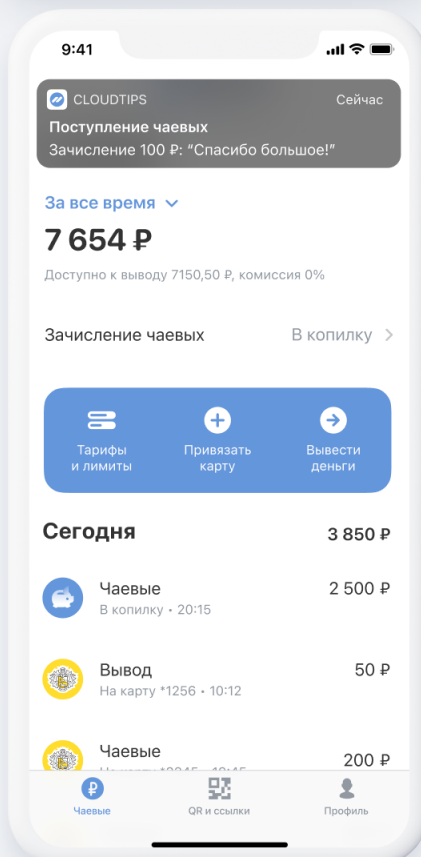 9:41
CLOUDTIPS Сейчас
Поступление чаевых
Зачисление 100 ₽: “Спасибо большое!”
За все время
7 654 ₽
Доступно к выводу 7150,50 ₽, комиссия 0%
Зачисление чаевых В копилку
Тарифы и лимиты
Привязать карту
Вывести деньги
Сегодня 3 850 ₽
Чаевые 2 500 ₽
В копилку • 20:15
Вывод 50 ₽
На карту *1256 • 10:12
Чаевые 200 ₽
Чаевые QR и ссылки Профиль